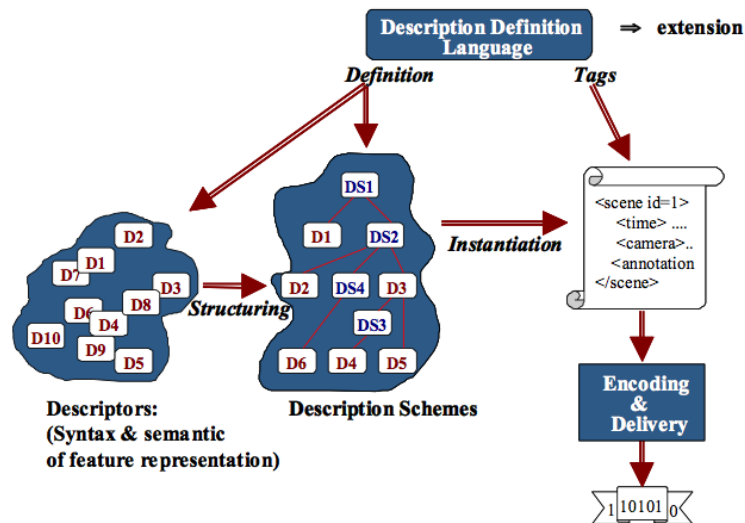 Description Definition
Language
⇒ extension
Definition
Tags
DS1
D1
DS2
D2
DS4
D3
DS3
D6
D4
D5
D2
D1
D7
D3
D8
D6
D4
D10
D9
D5
Structuring
Instantiation
<scene id=1>
<time> ....
<camera>..
<annotation
</scene>
Descriptors:
(Syntax & semantic
of feature representation)
Description Schemes
Encoding
&
Delivery
1 10101 0